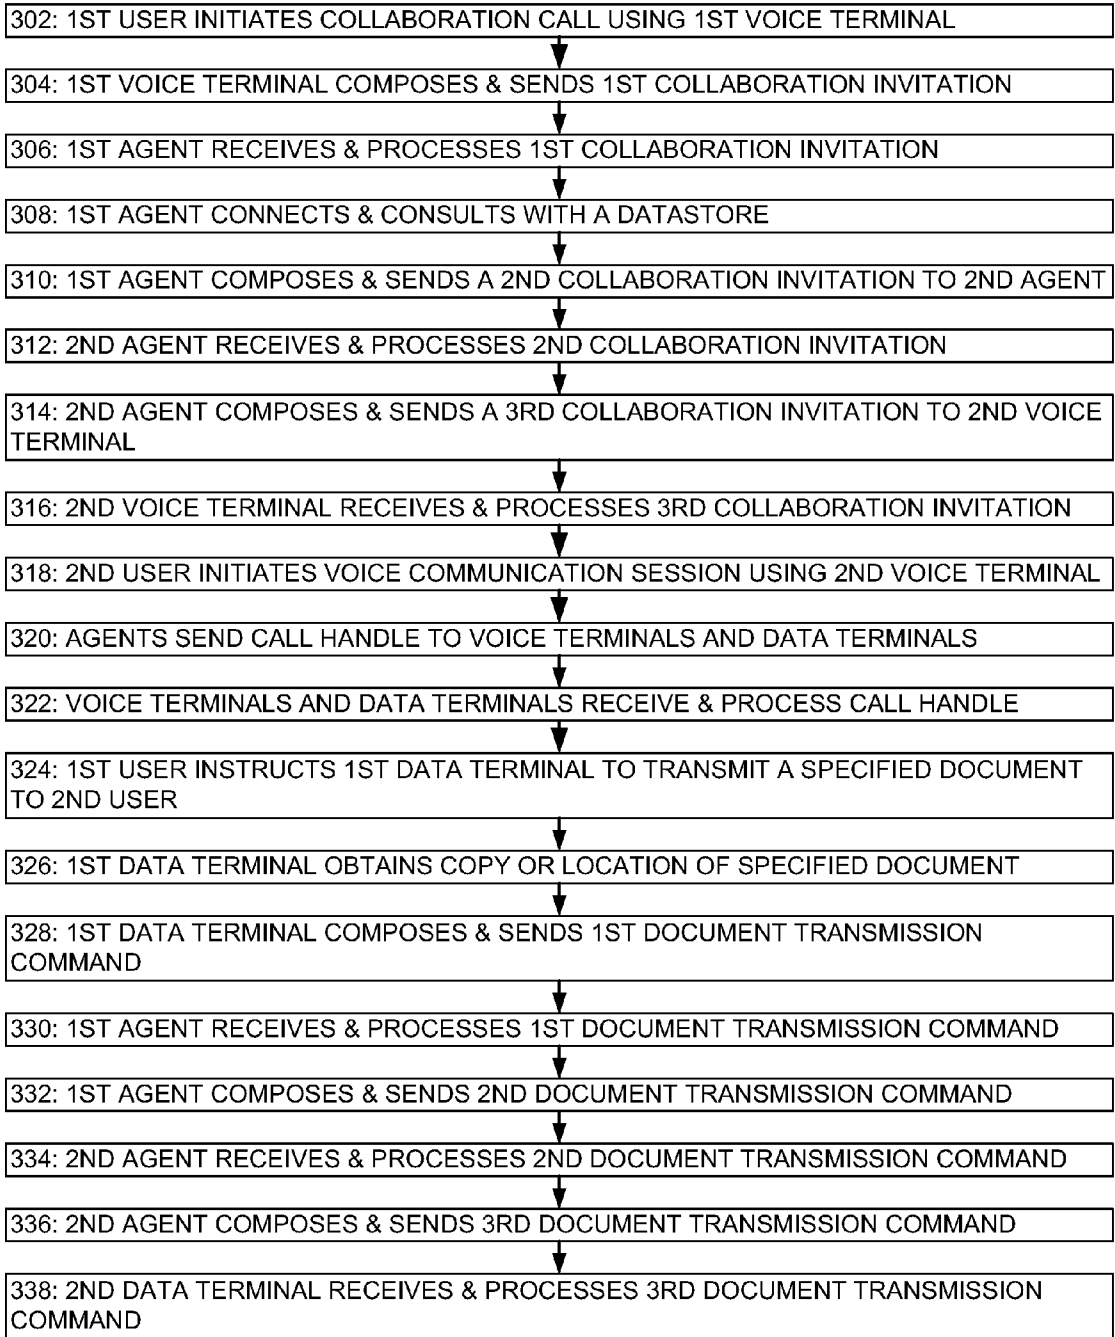 302: 1ST USER INITIATES COLLABORATION CALL USING 1ST VOICE TERMINAL
304: 1ST VOICE TERMINAL COMPOSES & SENDS 1ST COLLABORATION INVITATION
306: 1ST AGENT RECEIVES & PROCESSES 1ST COLLABORATION INVITATION
308: 1ST AGENT CONNECTS & CONSULTS WITH A DATASTORE
310: 1ST AGENT COMPOSES & SENDS A 2ND COLLABORATION INVITATION TO 2ND AGENT
312: 2ND AGENT RECEIVES & PROCESSES 2ND COLLABORATION INVITATION
314: 2ND AGENT COMPOSES & SENDS A 3RD COLLABORATION INVITATION TO 2ND VOICE
TERMINAL
316: 2ND VOICE TERMINAL RECEIVES & PROCESSES 3RD COLLABORATION INVITATION
318: 2ND USER INITIATES VOICE COMMUNICATION SESSION USING 2ND VOICE TERMINAL
320: AGENTS SEND CALL HANDLE TO VOICE TERMINALS AND DATA TERMINALS
322: VOICE TERMINALS AND DATA TERMINALS RECEIVE & PROCESS CALL HANDLE
324: 1ST USER INSTRUCTS 1ST DATA TERMINAL TO TRANSMIT A SPECIFIED DOCUMENT
TO 2ND USER
326: 1ST DATA TERMINAL OBTAINS COPY OR LOCATION OF SPECIFIED DOCUMENT
328: 1ST DATA TERMINAL COMPOSES & SENDS 1ST DOCUMENT TRANSMISSION
COMMAND
330: 1ST AGENT RECEIVES & PROCESSES 1ST DOCUMENT TRANSMISSION COMMAND
332: 1ST AGENT COMPOSES & SENDS 2ND DOCUMENT TRANSMISSION COMMAND
334: 2ND AGENT RECEIVES & PROCESSES 2ND DOCUMENT TRANSMISSION COMMAND
336: 2ND AGENT COMPOSES & SENDS 3RD DOCUMENT TRANSMISSION COMMAND
338: 2ND DATA TERMINAL RECEIVES & PROCESSES 3RD DOCUMENT TRANSMISSION
COMMAND